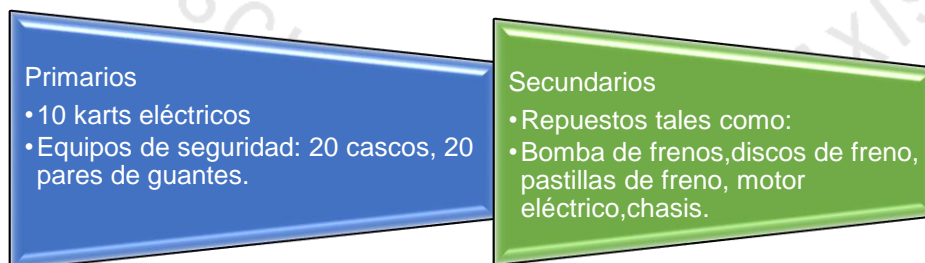 Primarios
•10 karts eléctricos
•Equipos de seguridad: 20 cascos, 20
pares de guantes.
Secundarios
•Repuestos tales como:
•Bomba de frenos,discos de freno,
pastillas de freno, motor
eléctrico,chasis.